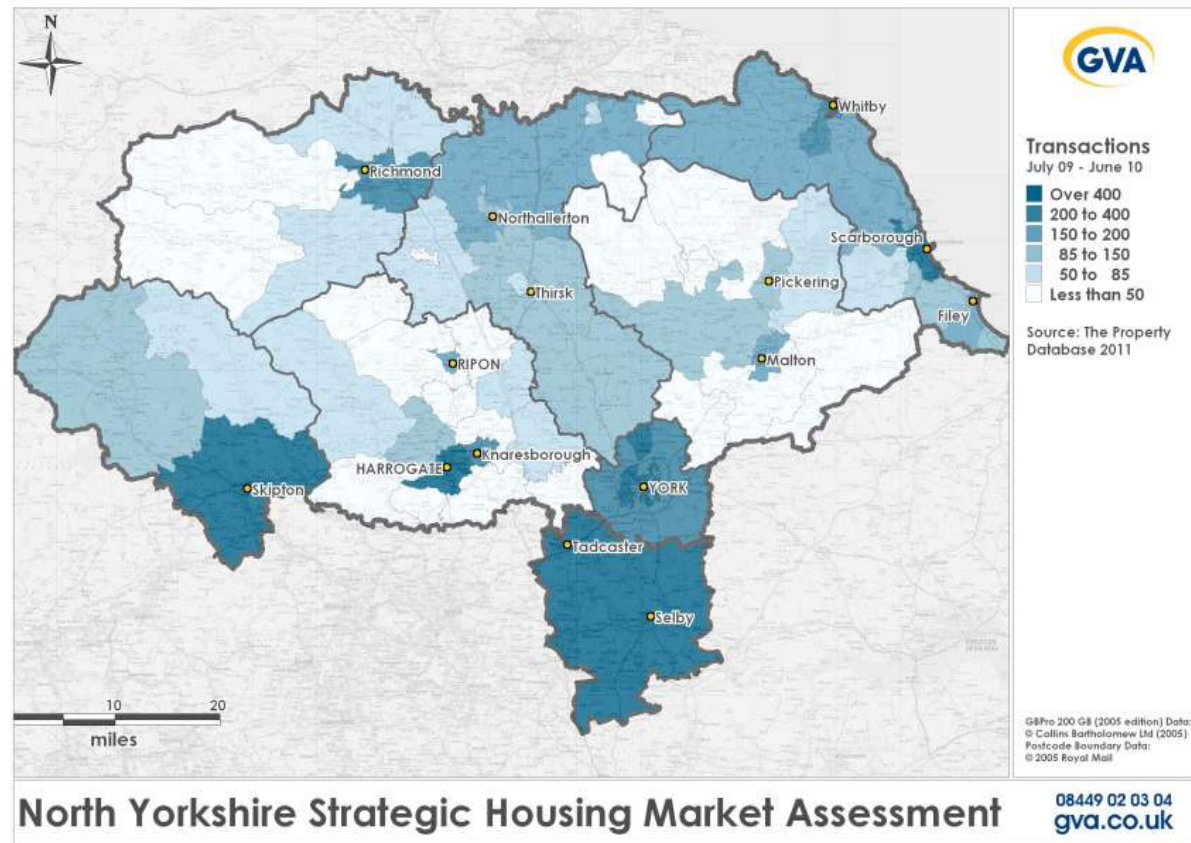 N
GVA
Whitby
Transactions
July 09 - June 10
Over 400
200 to 400
150 to 200
85 to 150
50 to 85
Less than 50
Richmond
Northallerton
Scarborough
Thirsk
Pickering
Filey
Source: The Property
Database 2011
RIPON
Malton
Knaresborough
HARROGATE
Skipton
YORK
Tadcaster
Selby
10 20
miles
GBPro 200 GB (2005 edition) Data:
© Collins Bartholomew Ltd (2005)
Postcode Boundary Data:
© 2005 Royal Mail
North Yorkshire Strategic Housing Market Assessment
08449 02 03 04
gva.co.uk